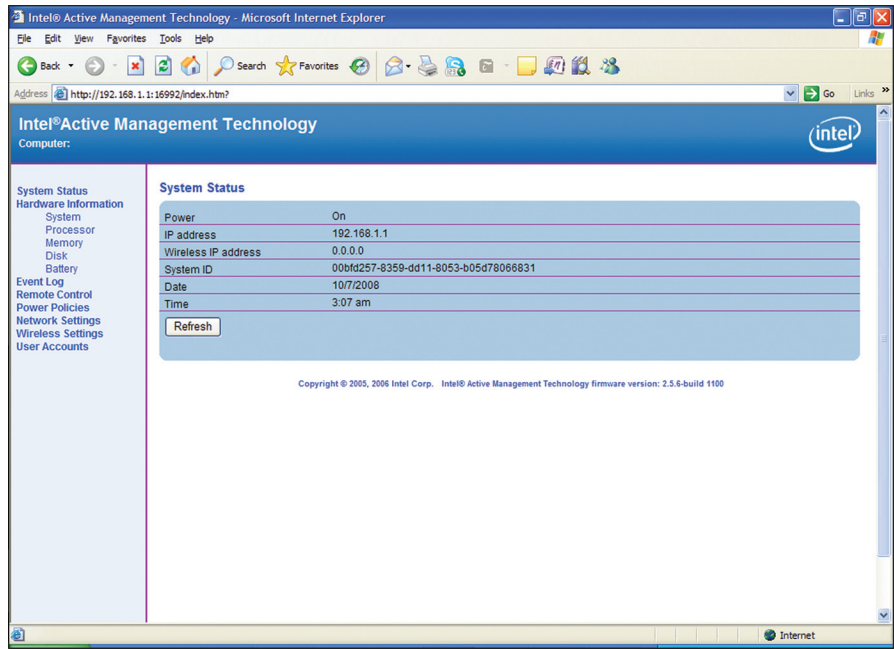 Intel® Active Management Technology - Microsoft Internet Explorer
File Edit View Favorites Tools Help
Back Search Favorites
Address http://192.168.1.1:16992/index.htm? Go Links »
Intel®Active Management Technology
Computer:
intel
System Status
Hardware Information
System
Processor
Memory
Disk
Battery
Event Log
Remote Control
Power Policies
Network Settings
Wireless Settings
User Accounts
System Status
Power On
IP address 192.168.1.1
Wireless IP address 0.0.0.0
System ID 00bfd257-8359-dd11-8053-b05d78066831
Date 10/7/2008
Time 3:07 am
Refresh
Copyright © 2005, 2006 Intel Corp. Intel® Active Management Technology firmware version: 2.5.6-build 1100
Internet